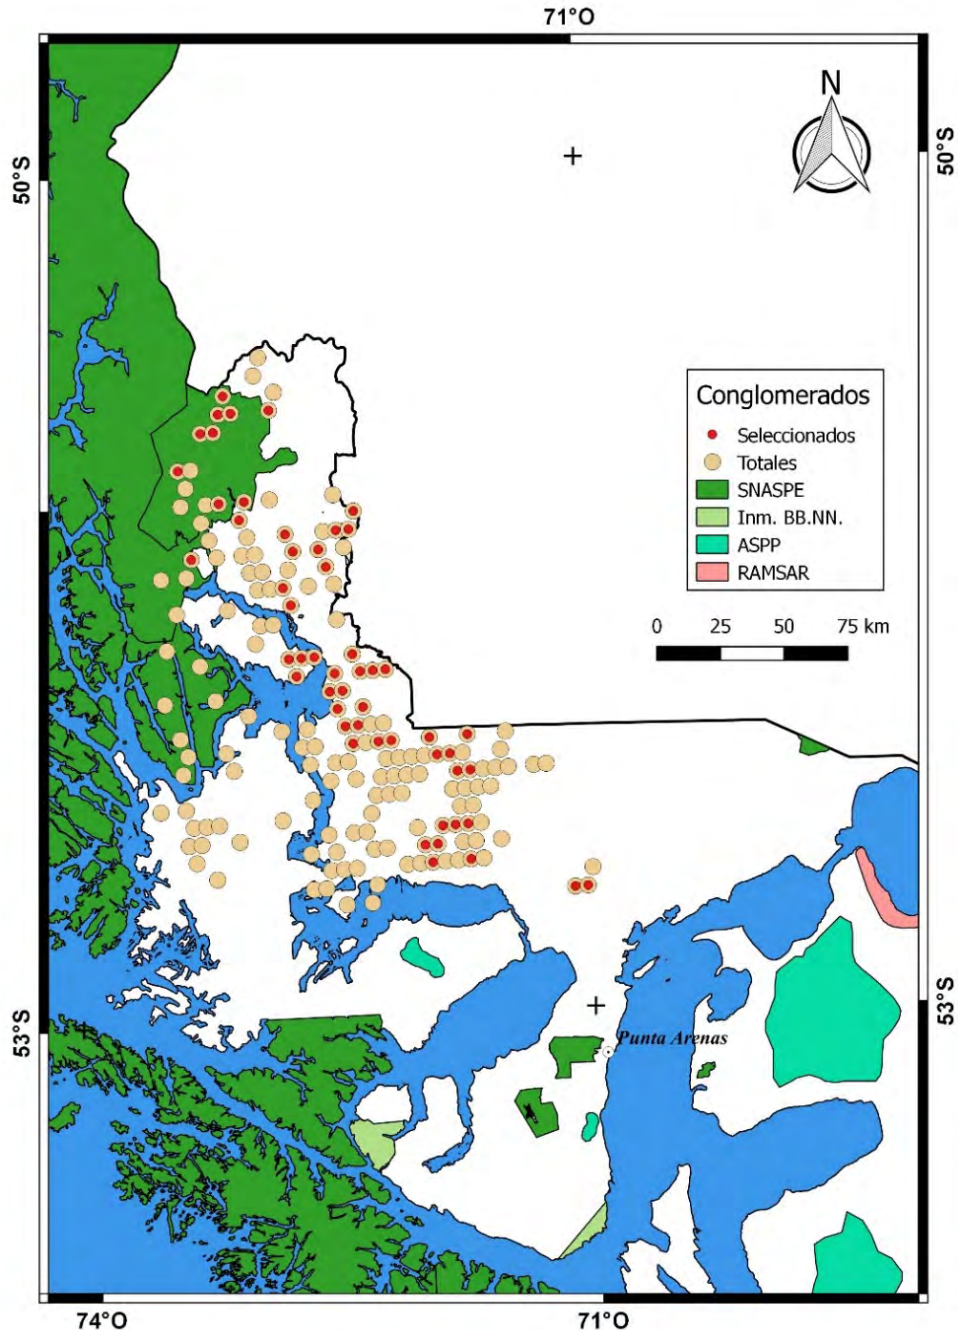 71°O
N
50°S
50°S
Conglomerados
Seleccionados
Totales
SNASPE
Inm. BB.NN.
ASPP
RAMSAR
0 25 50 75 km
53°S
53°S
Punta Arenas
74°O
71°O